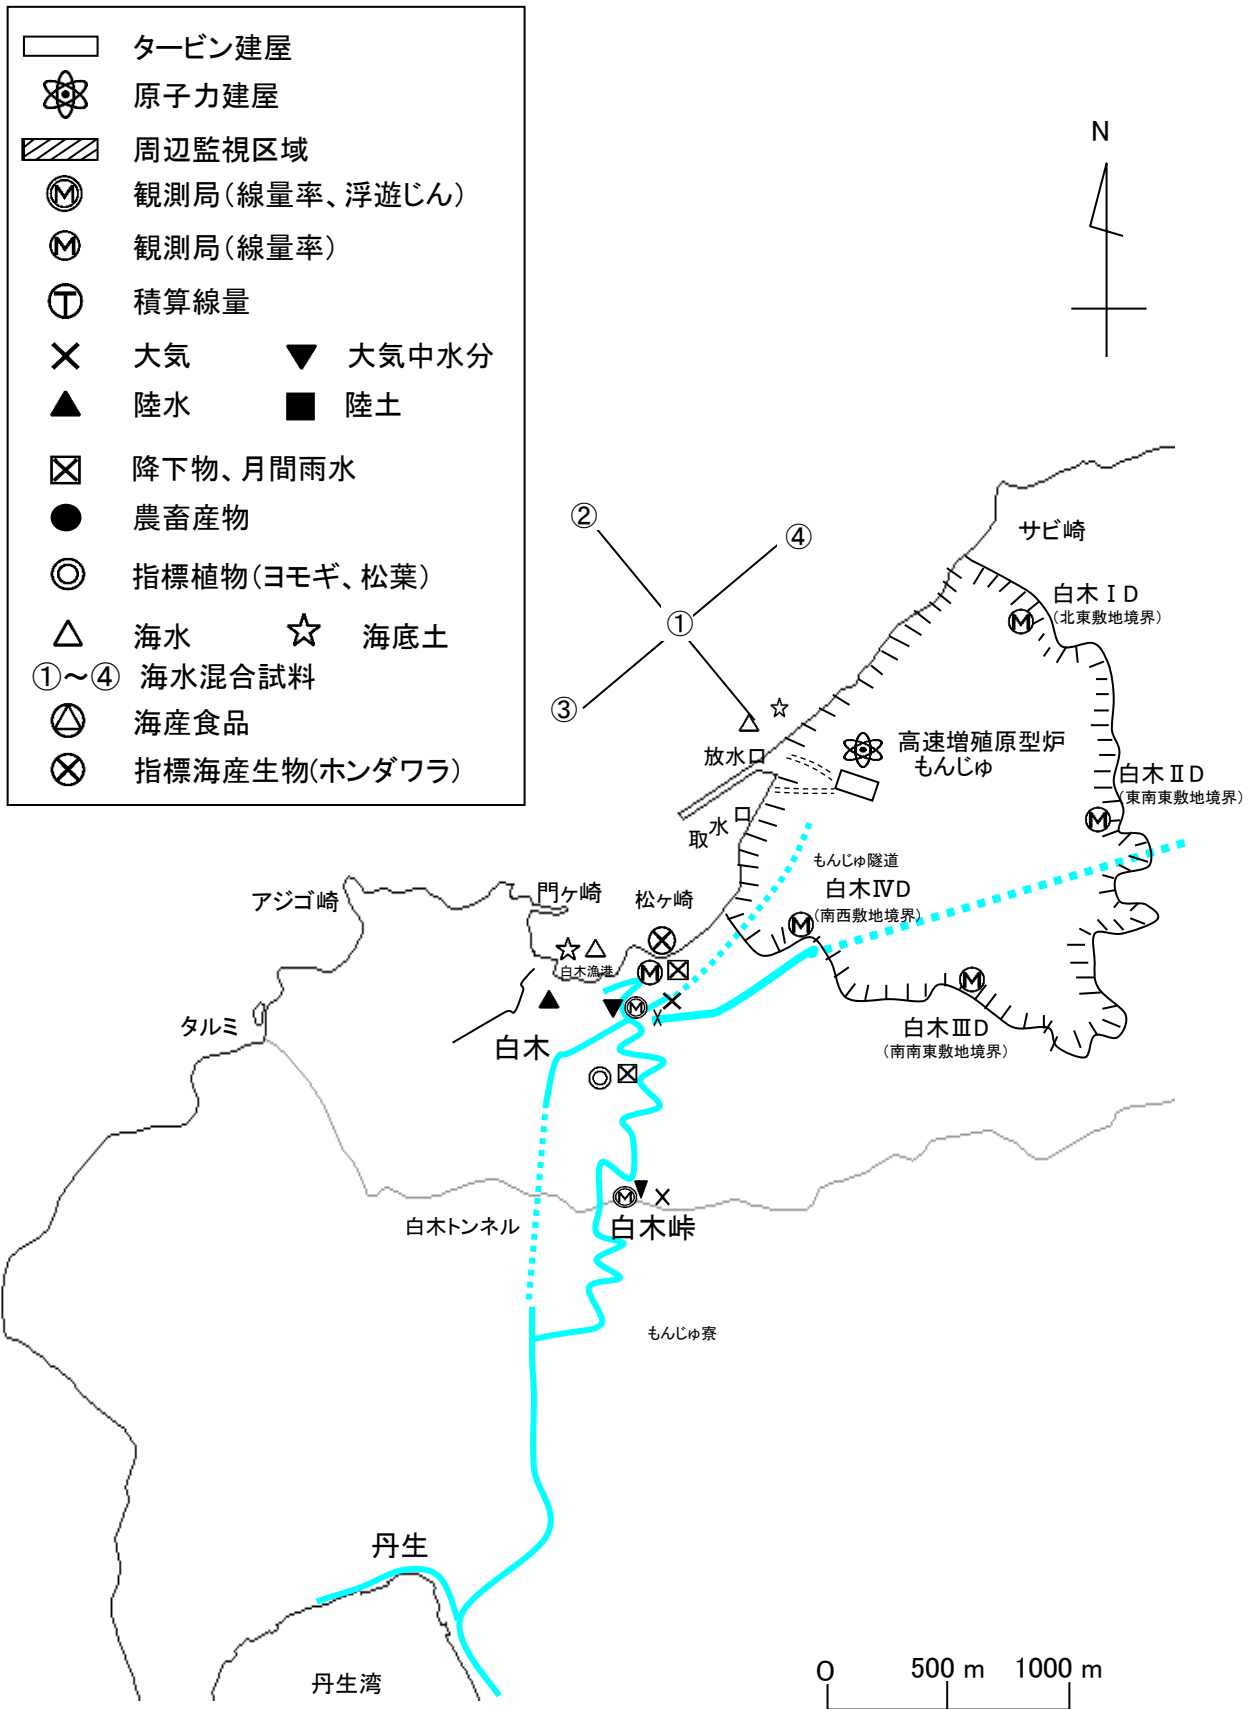 タービン建屋
原子力建屋
周辺監視区域
M 観測局(線量率、浮遊じん)
M 観測局(線量率)
T 積算線量
大気 大気中水分
陸水 陸土
降下物、月間雨水
農畜産物
指標植物(ヨモギ、松葉)
海水 海底土
①～④ 海水混合試料
海産食品
指標海産生物(ホンダワラ)
N
サビ崎
②
④
①
③
白木ⅠD
(北東敷地境界)
M
放水口
高速増殖原型炉
もんじゅ
白木ⅡD
(東南東敷地境界)
M
取水口
もんじゅ隧道
白木ⅣD
(南西敷地境界)
M
アジゴ崎
門ヶ崎
松ヶ崎
白木漁港
M
M
M
白木ⅢD
(南南東敷地境界)
タルミ
白木
M
白木トンネル
白木峠
もんじゅ寮
丹生
丹生湾
0 500 m 1000 m